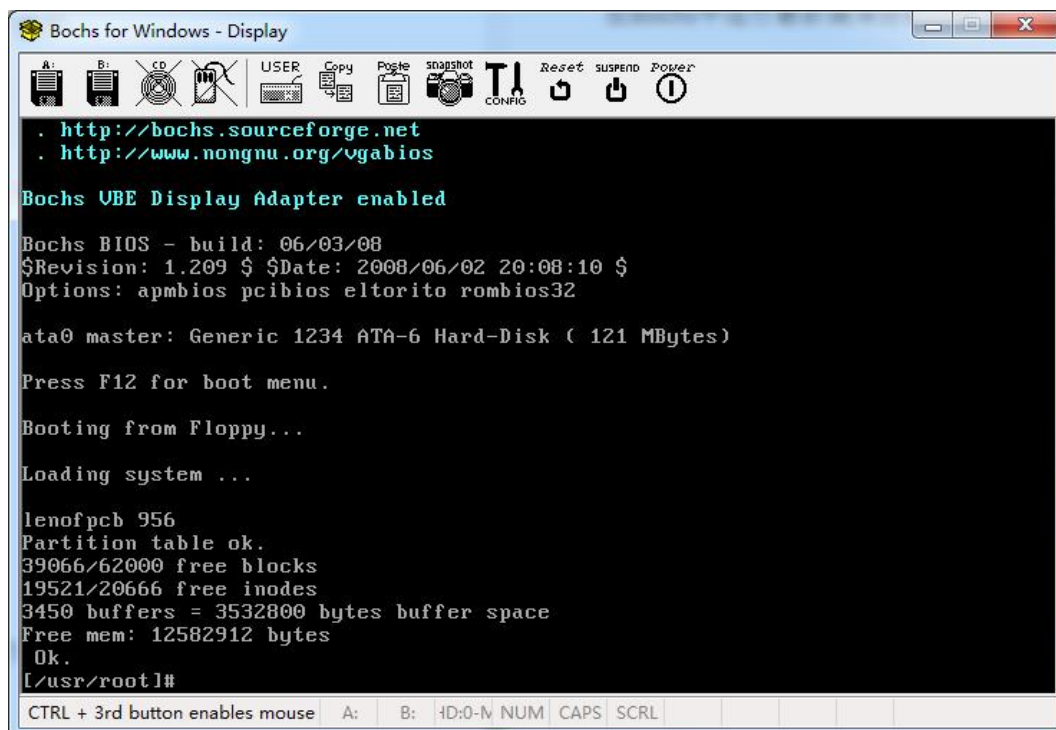 Bochs for Windows - Display
A: B: CD USER Copy Poste snapshot CONFIG Reset SUSPEND Power
. http://bochs.sourceforge.net
. http://www.nongnu.org/vgabios
Bochs VBE Display Adapter enabled
Bochs BIOS - build: 06/03/08
$Revision: 1.209 $ $Date: 2008/06/02 20:08:10 $
Options: apmbios pcibios eltorito rombios32
ata0 master: Generic 1234 ATA-6 Hard-Disk ( 121 MBytes)
Press F12 for boot menu.
Booting from Floppy...
Loading system ...
lenofpcb 956
Partition table ok.
39066/62000 free blocks
19521/20666 free inodes
3450 buffers = 3532800 bytes buffer space
Free mem: 12582912 bytes
Ok.
[/usr/root]#
CTRL + 3rd button enables mouse A: B: HD:0-M NUM CAPS SCRL